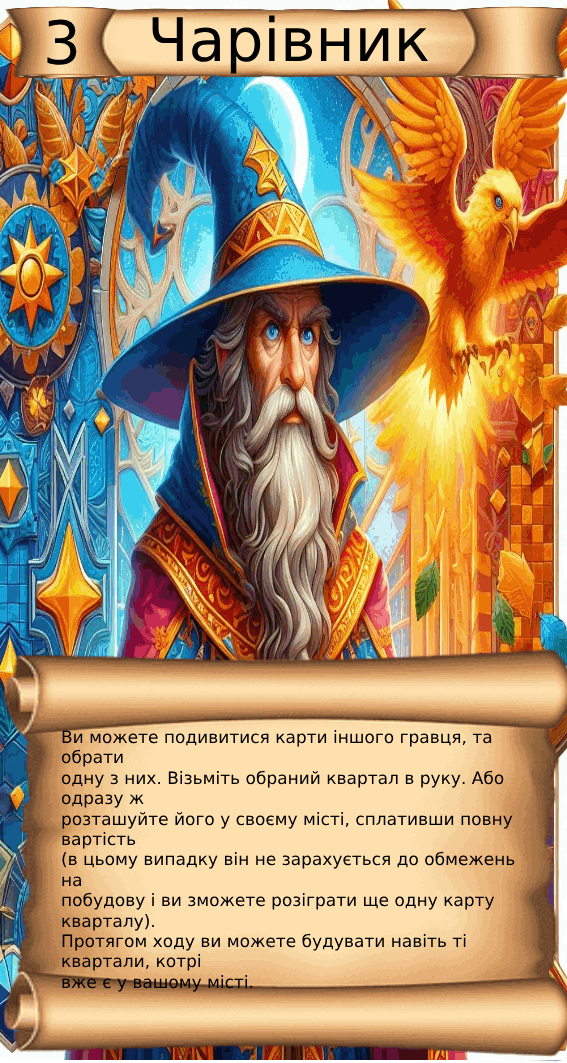 3 Чарівник
Ви можете подивитися карти іншого гравця, та
обрати
одну з них. Візьміть обраний квартал в руку. Або
одразу ж
розташуйте його у своєму місті, сплативши повну
вартість
(в цьому випадку він не зарахується до обмежень
на
побудову і ви зможете розіграти ще одну карту
кварталу).
Протягом ходу ви можете будувати навіть ті
квартали, котрі
вже є у вашому місті.